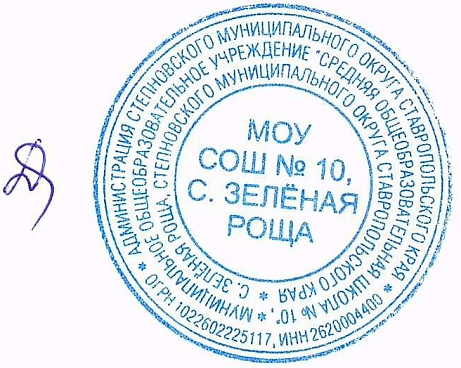 АДМИНИСТРАЦИЯ СТЕПНОВСКОГО МУНИЦИПАЛЬНОГО ОКРУГА СТАВРОПОЛЬСКОГО КРАЯ *
ОГРН 1022602225117, ИНН 2620004400 *
МУНИЦИПАЛЬНОЕ ОБЩЕОБРАЗОВАТЕЛЬНОЕ УЧРЕЖДЕНИЕ "СРЕДНЯЯ ОБЩЕОБРАЗОВАТЕЛЬНАЯ ШКОЛА № 10", *
С. ЗЕЛЁНАЯ РОЩА, СТЕПНОВСКОГО МУНИЦИПАЛЬНОГО ОКРУГА СТАВРОПОЛЬСКОГО КРАЯ *
МОУ
СОШ № 10,
С. ЗЕЛЁНАЯ
РОЩА